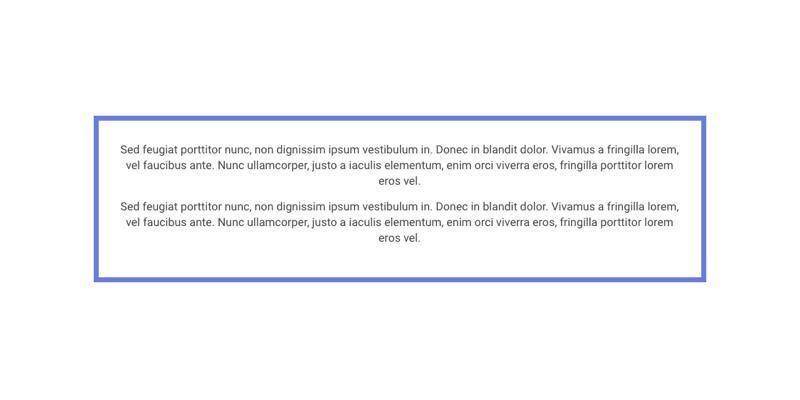 Sed feugiat porttitor nunc, non dignissim ipsum vestibulum in. Donec in blandit dolor. Vivamus a fringilla lorem,
vel faucibus ante. Nunc ullamcorper, justo a iaculis elementum, enim orci viverra eros, fringilla porttitor lorem
eros vel.
Sed feugiat porttitor nunc, non dignissim ipsum vestibulum in. Donec in blandit dolor. Vivamus a fringilla lorem,
vel faucibus ante. Nunc ullamcorper, justo a iaculis elementum, enim orci viverra eros, fringilla porttitor lorem
eros vel.